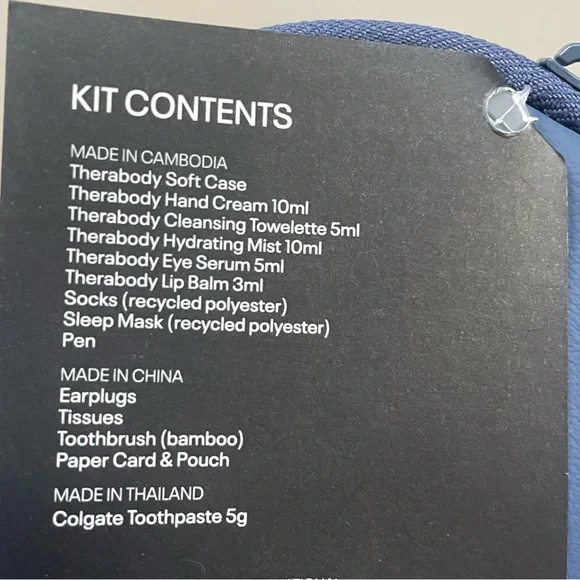 KIT CONTENTS
MADE IN CAMBODIA
Therabody Soft Case
Therabody Hand Cream 10ml
Therabody Cleansing Towelette 5ml
Therabody Hydrating Mist 10ml
Therabody Eye Serum 5ml
Therabody Lip Balm 3ml
Socks (recycled polyester)
Sleep Mask (recycled polyester)
Pen
MADE IN CHINA
Earplugs
Tissues
Toothbrush (bamboo)
Paper Card & Pouch
MADE IN THAILAND
Colgate Toothpaste 5g